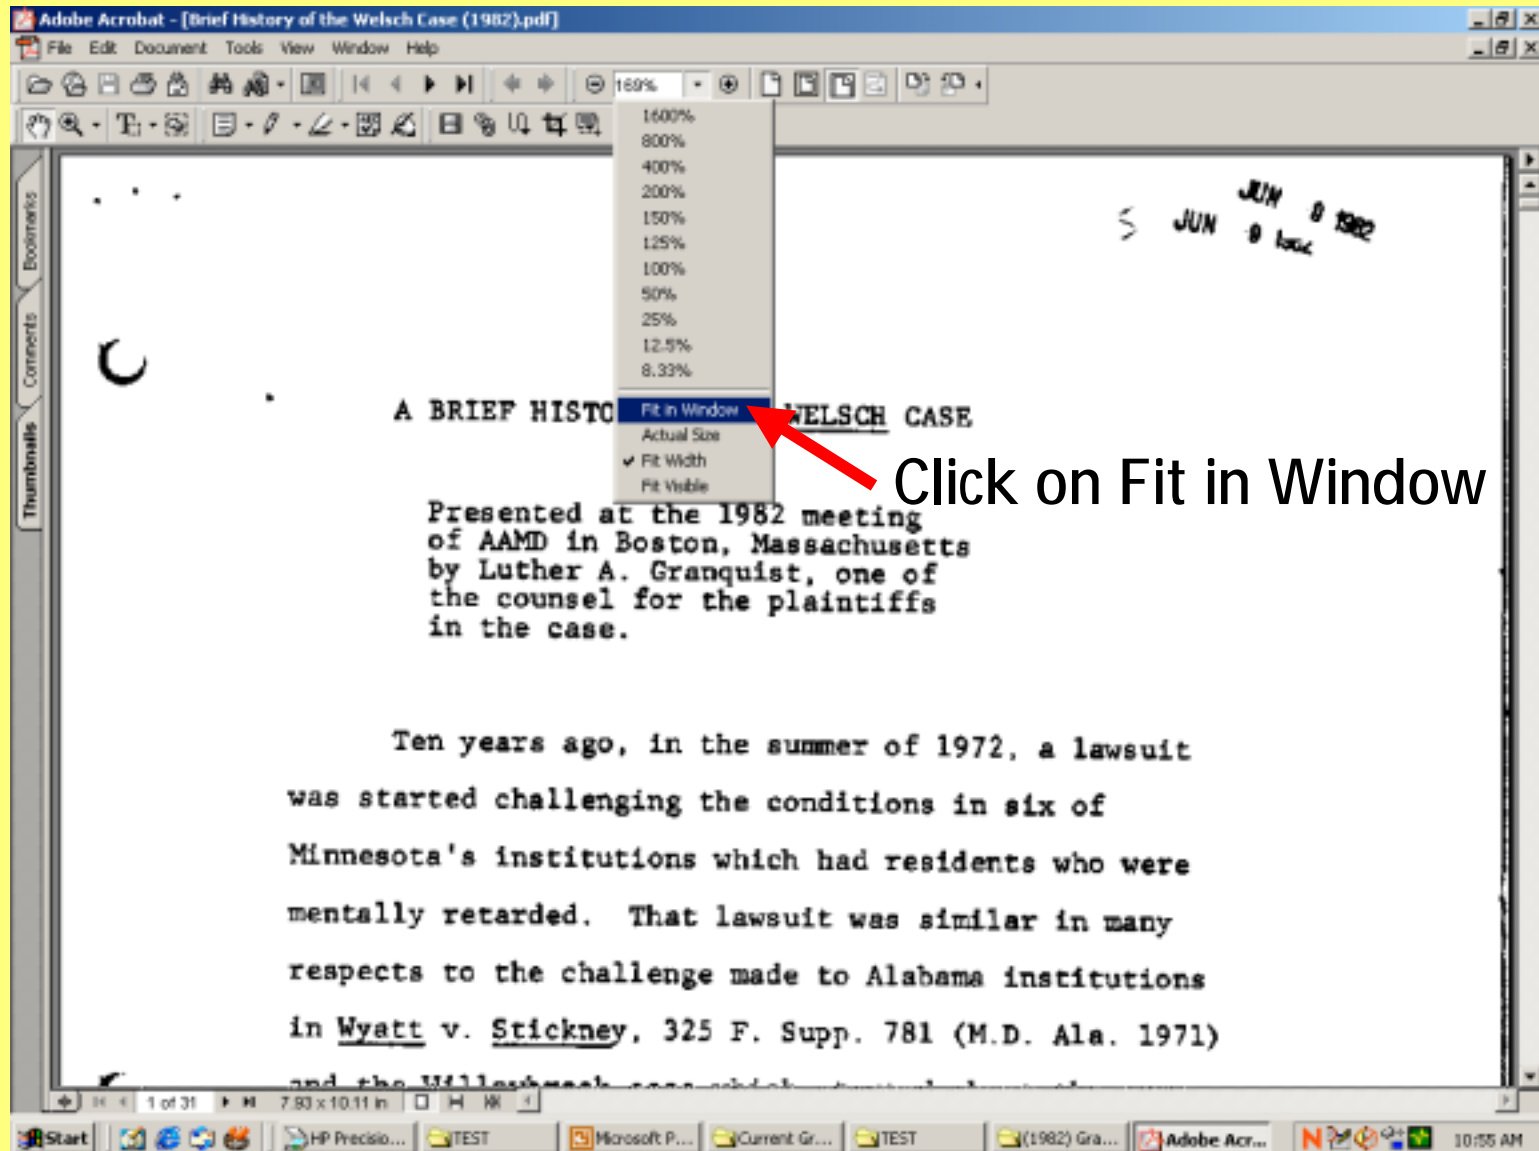 Adobe Acrobat - [Brief History of the Welsch Case (1982).pdf]
File Edit Document Tools View Window Help
169%
1600%
800%
400%
200%
150%
125%
100%
50%
25%
12.5%
8.33%
Fit in Window
Actual Size
Fit Width
Fit Visible
Bookmarks
Comments
Thumbnails
JUN 8 1982
JUN 9
A BRIEF HISTO WELSCH CASE
Click on Fit in Window
Presented at the 1982 meeting
of AAMD in Boston, Massachusetts
by Luther A. Granquist, one of
the counsel for the plaintiffs
in the case.
Ten years ago, in the summer of 1972, a lawsuit
was started challenging the conditions in six of
Minnesota's institutions which had residents who were
mentally retarded. That lawsuit was similar in many
respects to the challenge made to Alabama institutions
in Wyatt v. Stickney, 325 F. Supp. 781 (M.D. Ala. 1971)
and the
1 of 31 7.93 x 10.11 in
Start HP Precisio... TEST Microsoft P... Current Gr... TEST (1982) Gra... Adobe Acr... 10:55 AM